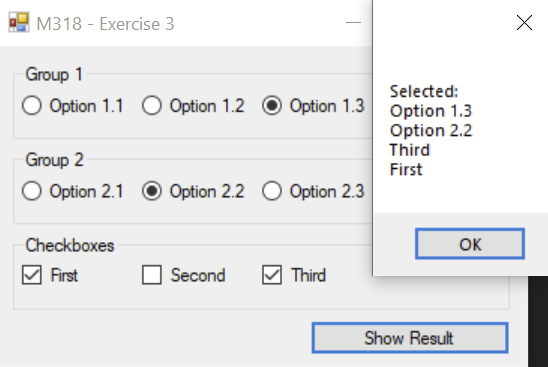 M318 - Exercise 3
Group 1
Option 1.1 Option 1.2 Option 1.3
Group 2
Option 2.1 Option 2.2 Option 2.3
Checkboxes
First Second Third
Show Result
Selected:
Option 1.3
Option 2.2
Third
First
OK